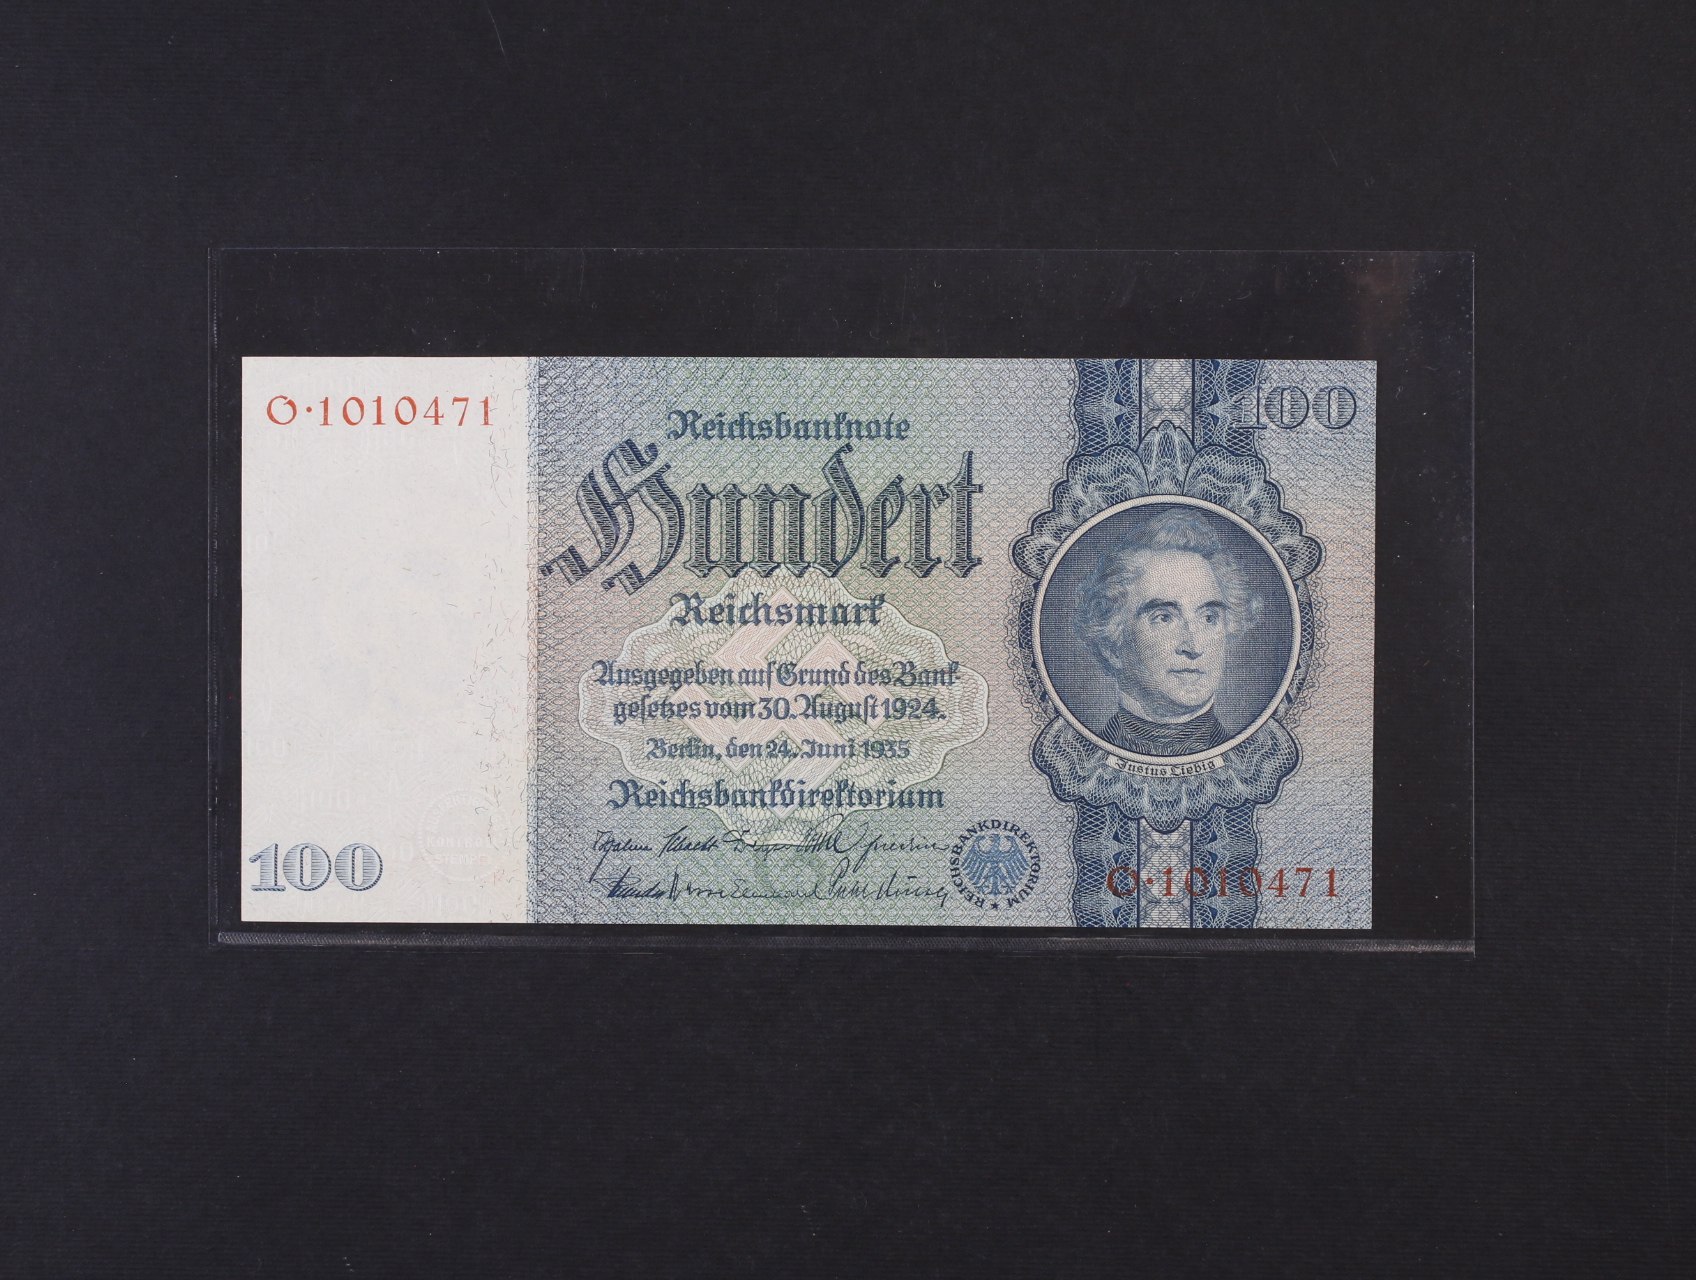 O·1010471
100
Reichsbanknote
Hundert
Reichsmark
Ausgegeben auf Grund des Bank-
gesetzes vom 30. August 1924.
Berlin, den 24. Juni 1935
Reichsbankdirektorium
100
Justus Liebig
REICHSBANKDIREKTORIUM
O·1010471
100